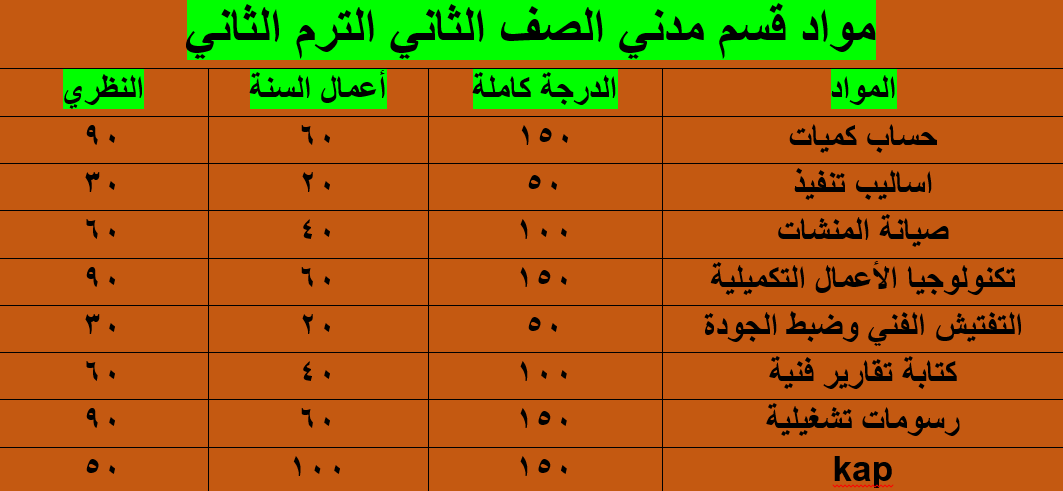 مواد قسم مدني الصف الثاني الترم الثاني
المواد الدرجة كاملة أعمال السنة النظري
حساب كميات ١٥٠ ٦٠ ٩٠
اساليب تنفيذ ٥٠ ٢٠ ٣٠
صيانة المنشات ١٠٠ ٤٠ ٦٠
تكنولوجيا الأعمال التكميلية ١٥٠ ٦٠ ٩٠
التفتيش الفني وضبط الجودة ٥٠ ٢٠ ٣٠
كتابة تقارير فنية ١٠٠ ٤٠ ٦٠
رسومات تشغيلية ١٥٠ ٦٠ ٩٠
kap ١٥٠ ١٠٠ ٥٠